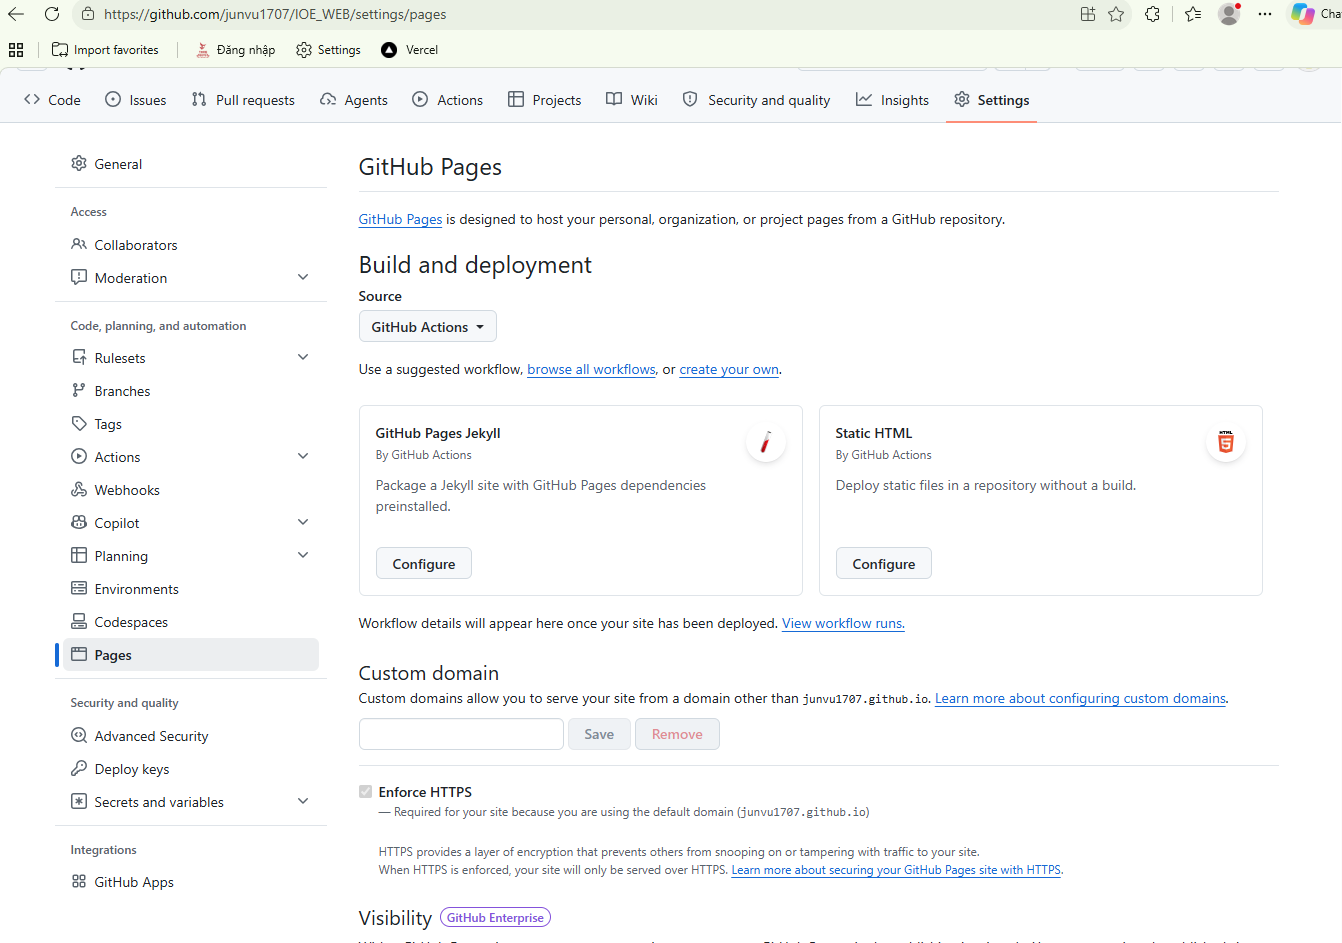 https://github.com/junvu1707/IOE_WEB/settings/pages
Cha
Import favorites
Đăng nhập
Settings
Vercel
Code
Issues
Pull requests
Agents
Actions
Projects
Wiki
Security and quality
Insights
Settings
General
Access
Collaborators
Moderation
Code, planning, and automation
Rulesets
Branches
Tags
Actions
Webhooks
Copilot
Planning
Environments
Codespaces
Pages
Security and quality
Advanced Security
Deploy keys
Secrets and variables
Integrations
GitHub Apps
GitHub Pages
GitHub Pages is designed to host your personal, organization, or project pages from a GitHub repository.
Build and deployment
Source
GitHub Actions
Use a suggested workflow, browse all workflows, or create your own.
GitHub Pages Jekyll
By GitHub Actions
Package a Jekyll site with GitHub Pages dependencies
preinstalled.
Configure
Static HTML
By GitHub Actions
HTML
5
Deploy static files in a repository without a build.
Configure
Workflow details will appear here once your site has been deployed. View workflow runs.
Custom domain
Custom domains allow you to serve your site from a domain other than junvu1707.github.io. Learn more about configuring custom domains.
Save
Remove
Enforce HTTPS
— Required for your site because you are using the default domain (junvu1707.github.io)
HTTPS provides a layer of encryption that prevents others from snooping on or tampering with traffic to your site.
When HTTPS is enforced, your site will only be served over HTTPS. Learn more about securing your GitHub Pages site with HTTPS.
Visibility
GitHub Enterprise